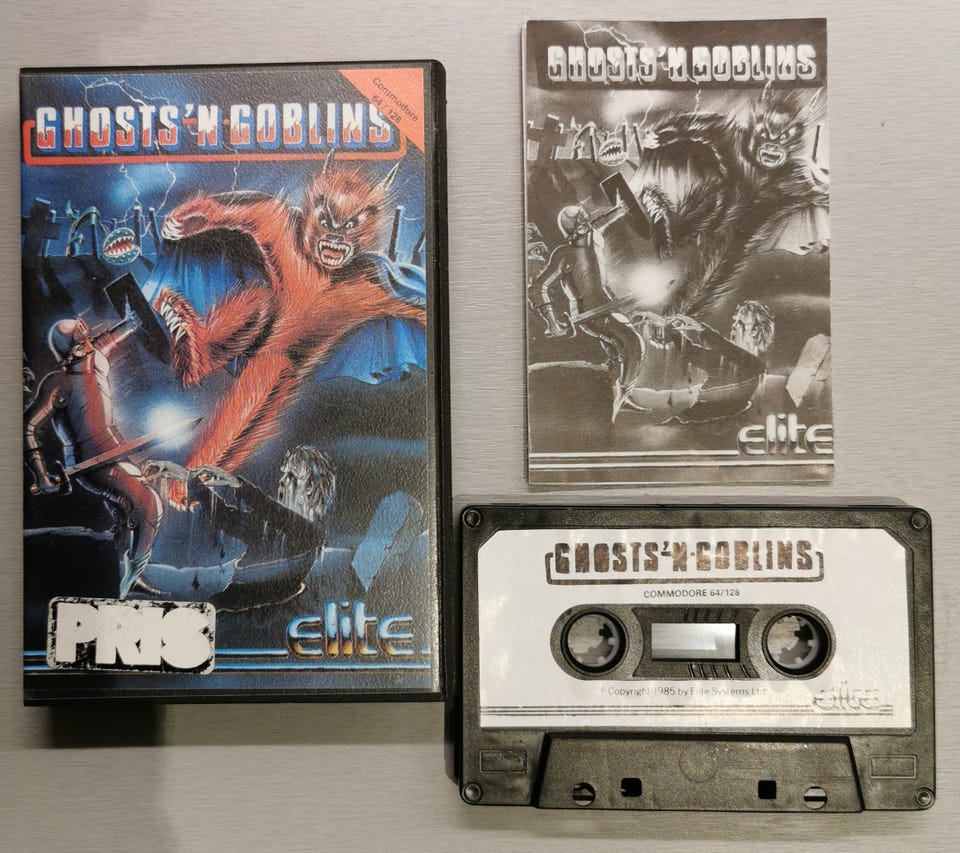 Commodore
64/128
GHOSTS'N-GOBLINS
PRIS
elite
GHOSTS'N GOBLINS
elite
GHOSTS'N-GOBLINS
COMMODORE 64/128
© Copyright 1985 by Elite Systems Ltd
elite